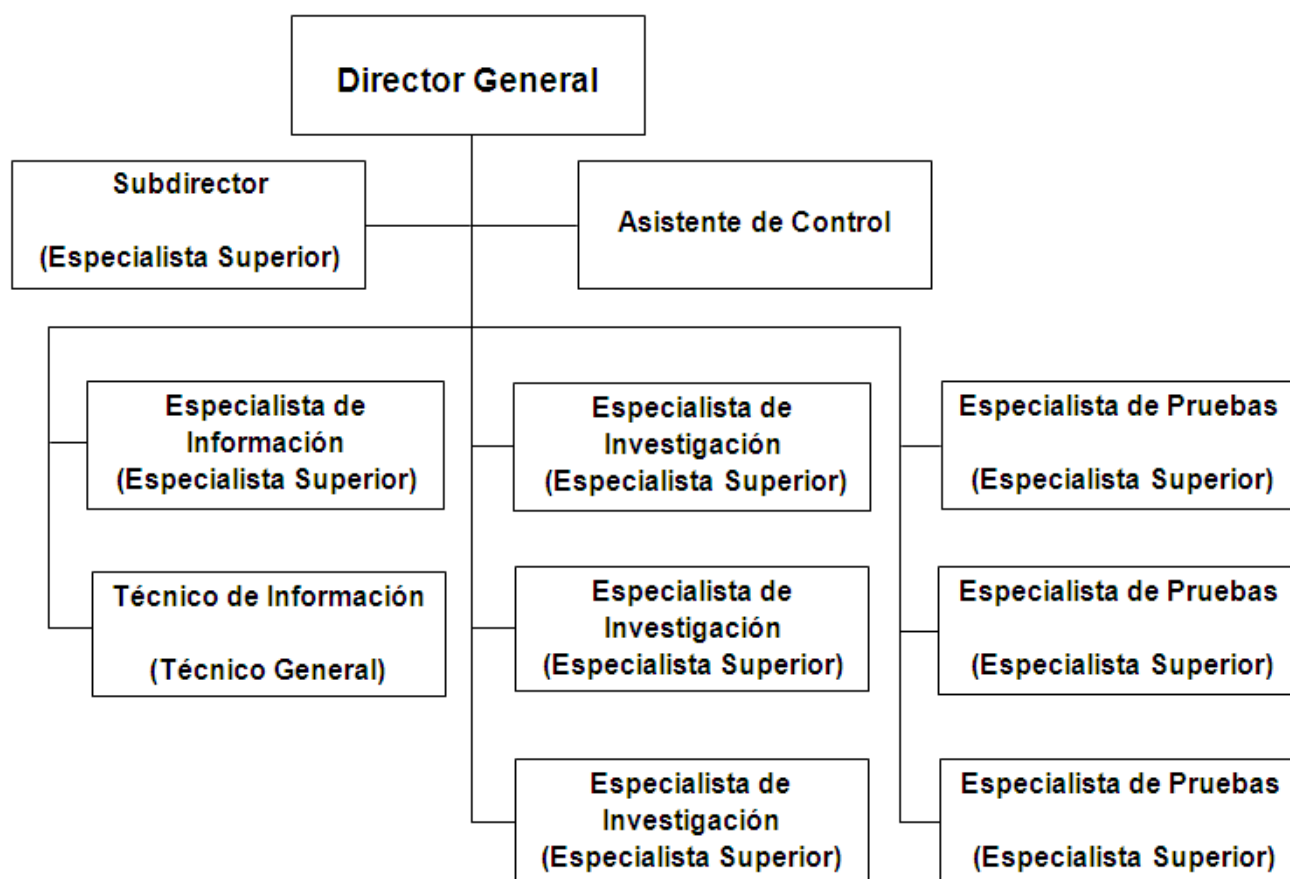 Director General
Subdirector
(Especialista Superior)
Asistente de Control
Especialista de
Información
(Especialista Superior)
Especialista de
Investigación
(Especialista Superior)
Especialista de Pruebas
(Especialista Superior)
Técnico de Información
(Técnico General)
Especialista de
Investigación
(Especialista Superior)
Especialista de Pruebas
(Especialista Superior)
Especialista de
Investigación
(Especialista Superior)
Especialista de Pruebas
(Especialista Superior)